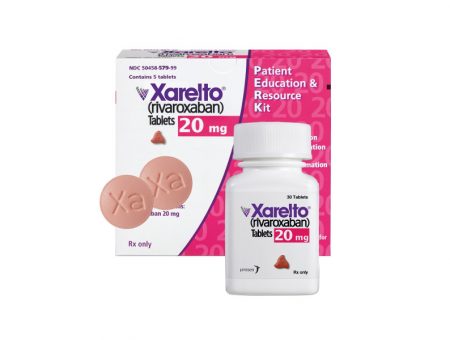 NDC 50458-579-99
Contains 5 tablets
Xarelto®
(rivaroxaban)
Tablets 20 mg
Patient
Education &
Resource
Kit
Xa
Xa
20 mg
Rx only
30 Tablets
Xarelto®
(rivaroxaban)
Tablets 20 mg
janssen
Rx only